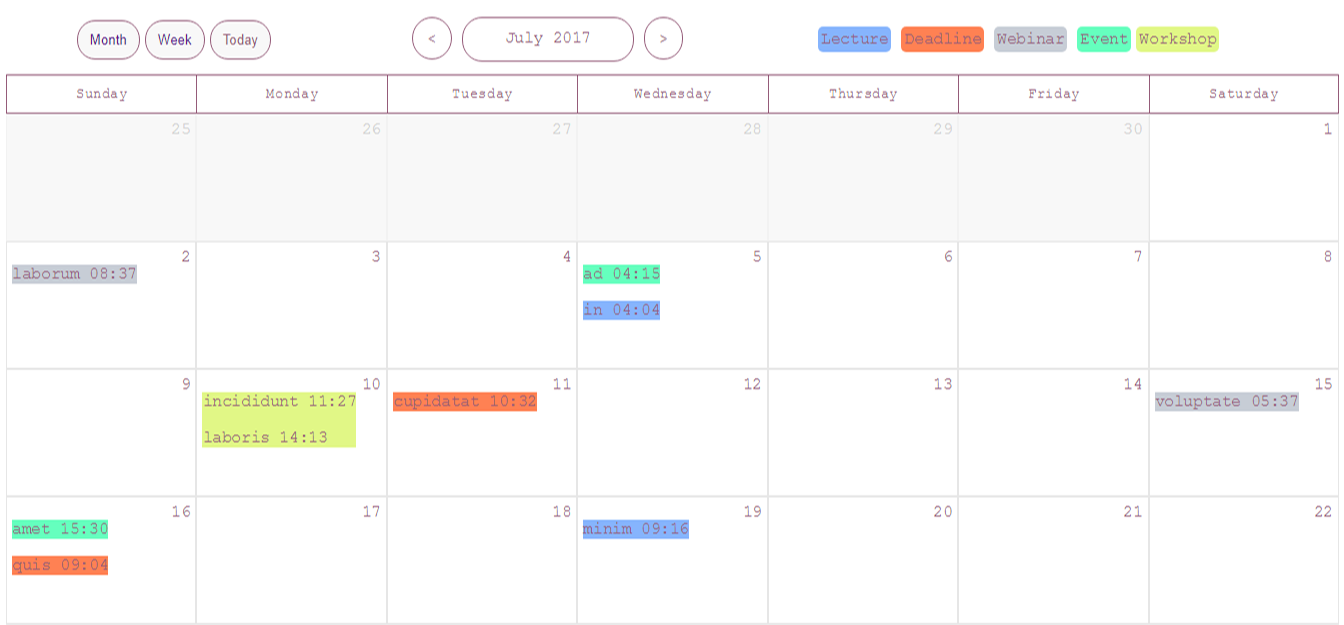 Month Week Today < July 2017 > Lecture Deadline Webinar Event Workshop
Sunday Monday Tuesday Wednesday Thursday Friday Saturday
25 26 27 28 29 30 1
2 3 4 5 6 7 8
laborum 08:37 ad 04:15
in 04:04
9 10 11 12 13 14 15
incididunt 11:27 cupidatat 10:32 voluptate 05:37
laboris 14:13
16 17 18 19 20 21 22
amet 15:30 minim 09:16
quis 09:04